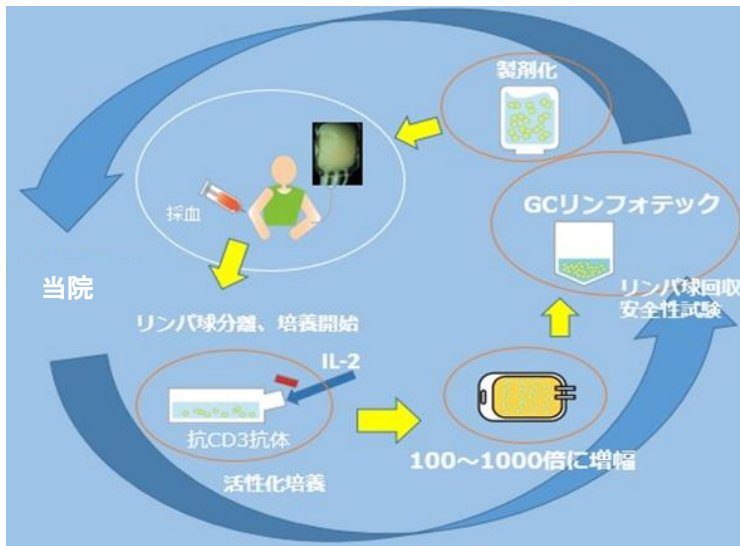 製剤化
採血
GCリンフォテック
当院
リンパ球回収
安全性試験
リンパ球分離、培養開始
IL-2
抗CD3抗体
活性化培養
100～1000倍に増幅